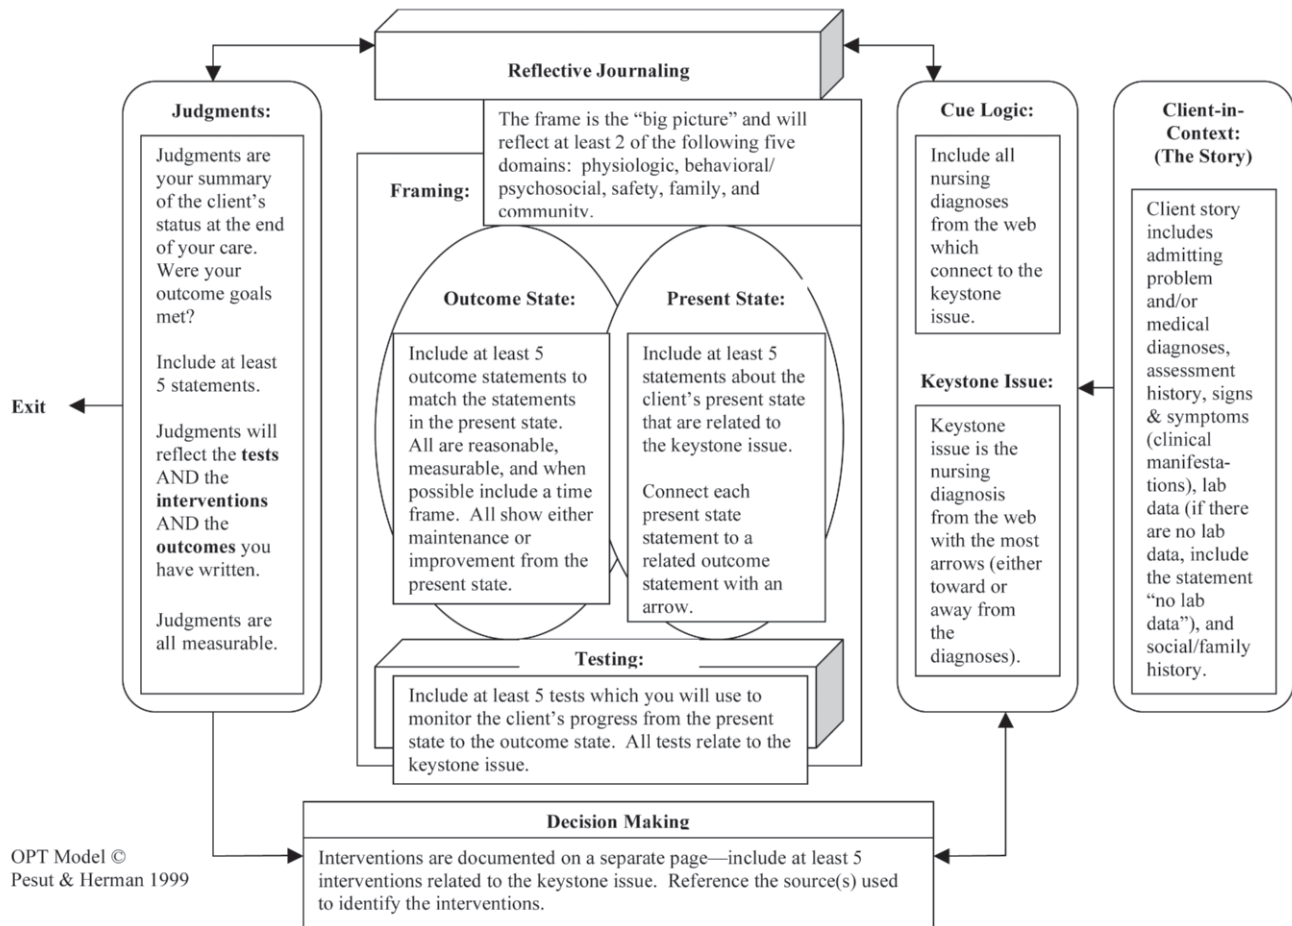 Reflective Journaling
Judgments:
Judgments are
your summary
of the client's
status at the end
of your care.
Were your
outcome goals
met?
Include at least
5 statements.
Judgments will
reflect the tests
AND the
interventions
AND the
outcomes you
have written.
Judgments are
all measurable.
Exit
The frame is the “big picture” and will
reflect at least 2 of the following five
domains: physiologic, behavioral/
psychosocial, safety, family, and
community.
Framing:
Outcome State:
Include at least 5
outcome statements to
match the statements
in the present state.
All are reasonable,
measurable, and when
possible include a time
frame. All show either
maintenance or
improvement from the
present state.
Present State:
Include at least 5
statements about the
client's present state
that are related to
the keystone issue.
Connect each
present state
statement to a
related outcome
statement with an
arrow.
Testing:
Include at least 5 tests which you will use to
monitor the client's progress from the present
state to the outcome state. All tests relate to the
keystone issue.
Cue Logic:
Include all
nursing
diagnoses
from the web
which
connect to the
keystone
issue.
Keystone Issue:
Keystone
issue is the
nursing
diagnosis
from the web
with the most
arrows (either
toward or
away from
the
diagnoses).
Client-in-
Context:
(The Story)
Client story
includes
admitting
problem
and/or
medical
diagnoses,
assessment
history, signs
& symptoms
(clinical
manifesta-
tions), lab
data (if there
are no lab
data, include
the statement
“no lab
data”), and
social/family
history.
Decision Making
Interventions are documented on a separate page—include at least 5
interventions related to the keystone issue. Reference the source(s) used
to identify the interventions.
OPT Model ©
Pesut & Herman 1999